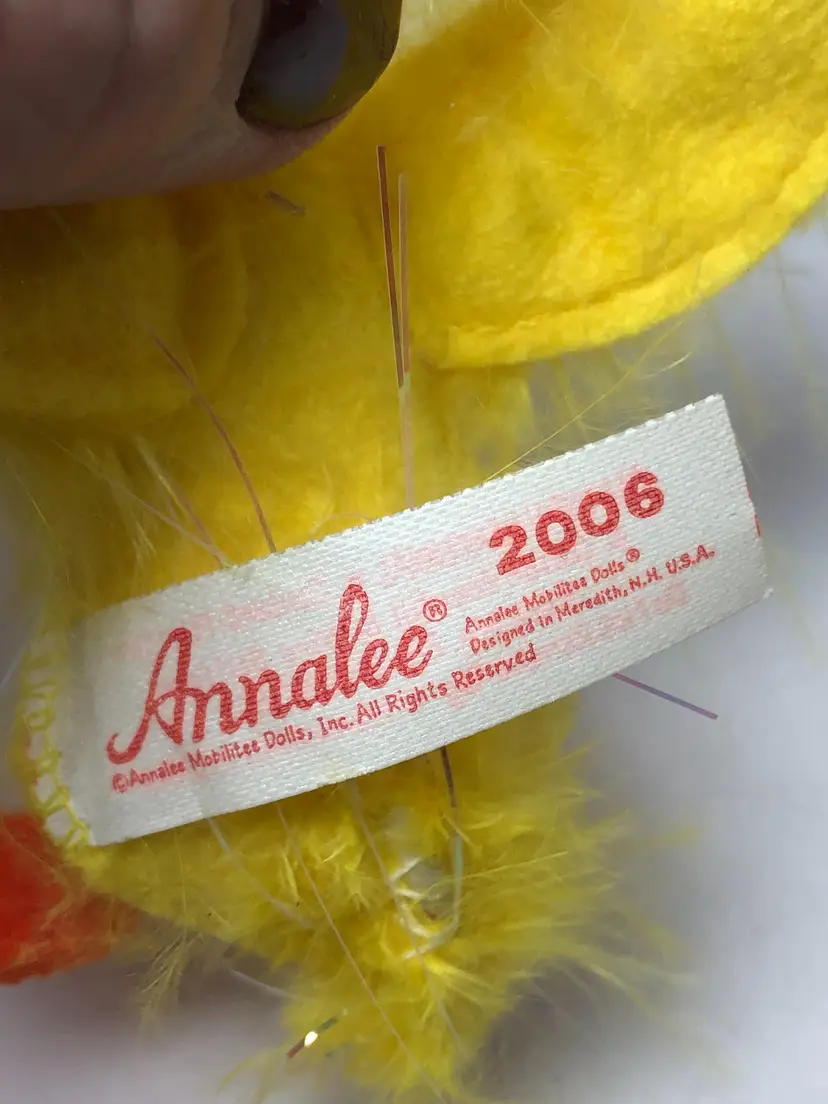 2006
Annalee®
Annalee Mobilitee Dolls®
Designed in Meredith, N.H. U.S.A.
©Annalee Mobilitee Dolls, Inc. All Rights Reserved